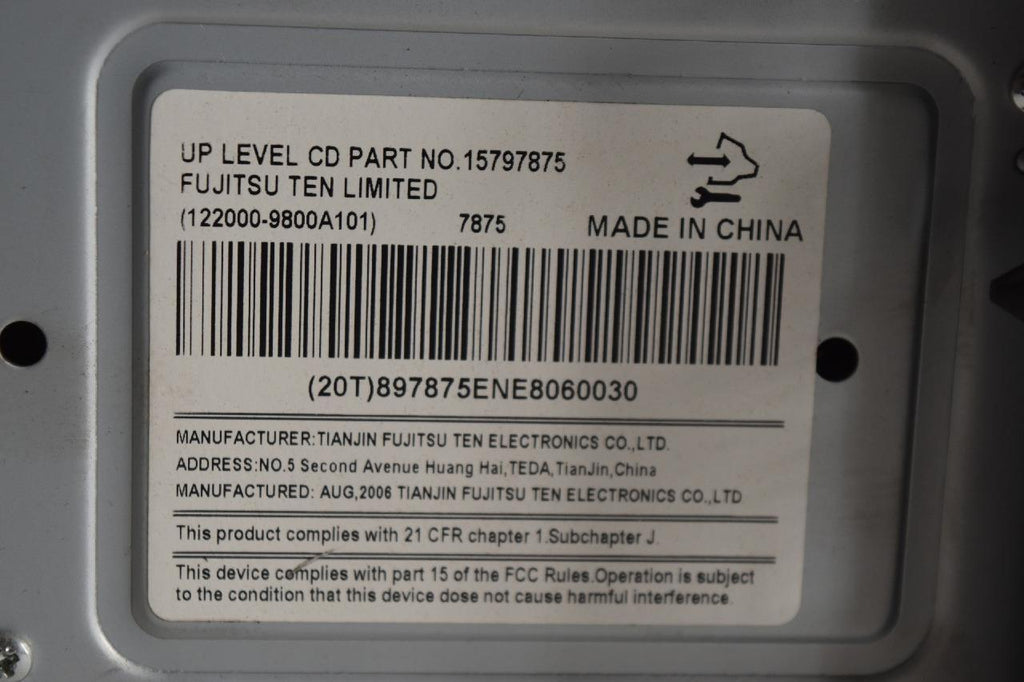 UP LEVEL CD PART NO.15797875
FUJITSU TEN LIMITED
(122000-9800A101) 7875 MADE IN CHINA
(20T)897875ENE8060030
MANUFACTURER:TIANJIN FUJITSU TEN ELECTRONICS CO.,LTD.
ADDRESS:NO.5 Second Avenue Huang Hai,TEDA,TianJin,China
MANUFACTURED: AUG,2006 TIANJIN FUJITSU TEN ELECTRONICS CO.,LTD
This product complies with 21 CFR chapter 1.Subchapter J.
This device complies with part 15 of the FCC Rules.Operation is subject
to the condition that this device dose not cause harmful interference.